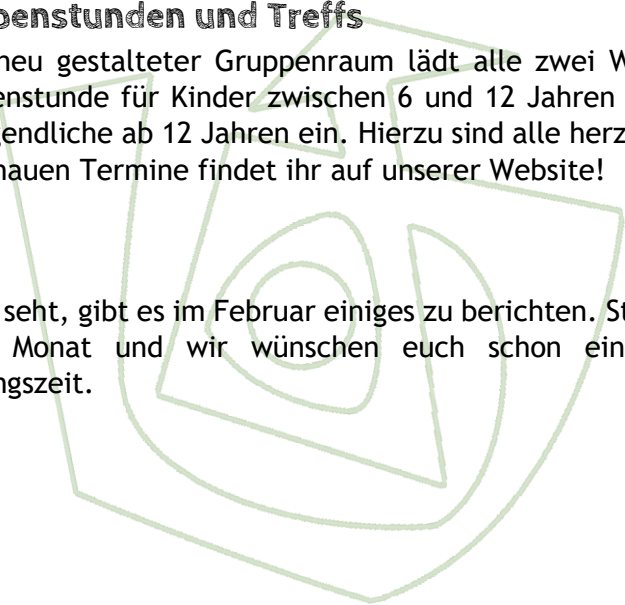 penstunden und Treffs
neu gestalteter Gruppenraum lädt alle zwei W
enstunde für Kinder zwischen 6 und 12 Jahren
gendliche ab 12 Jahren ein. Hierzu sind alle herz
nauen Termine findet ihr auf unserer Website!
seht, gibt es im Februar einiges zu berichten. St
Monat und wir wünschen euch schon ein
ngszeit.